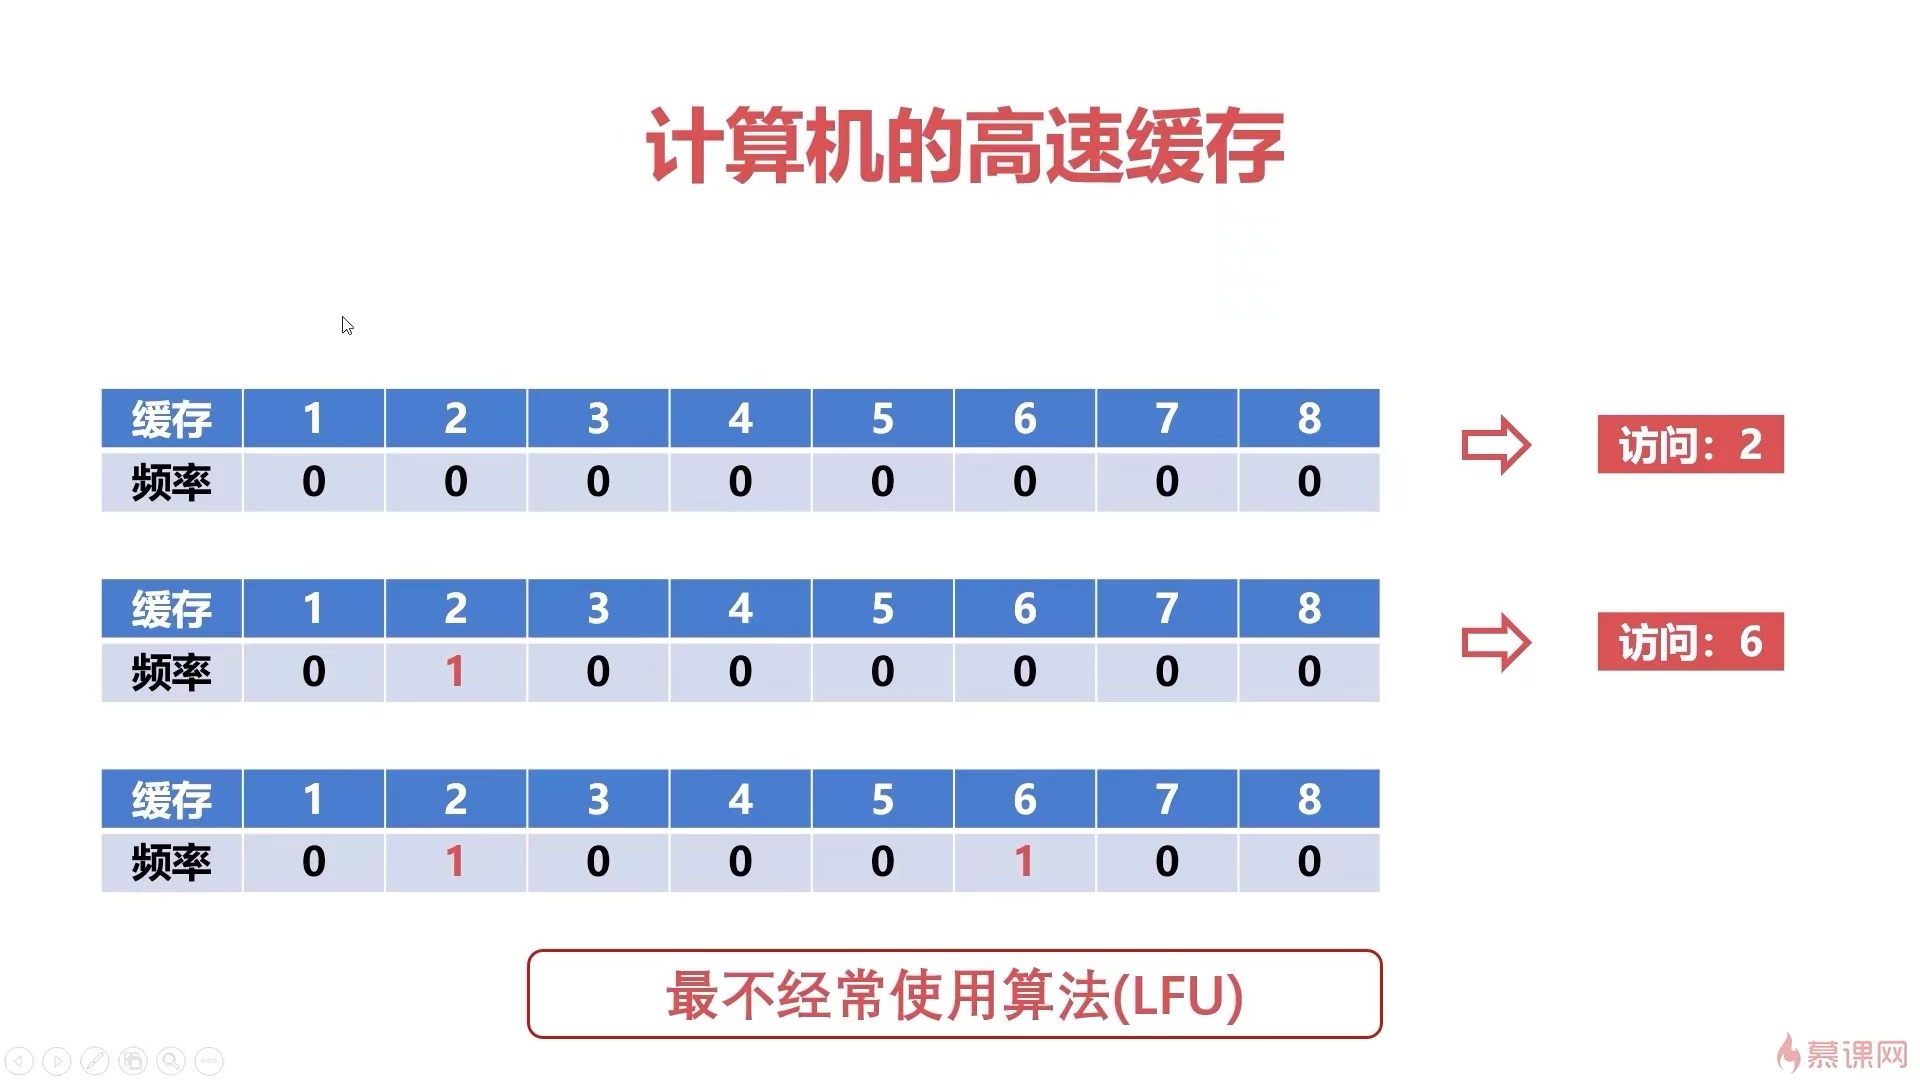 计算机的高速缓存
缓存 1 2 3 4 5 6 7 8
频率 0 0 0 0 0 0 0 0
访问：2
缓存 1 2 3 4 5 6 7 8
频率 0 1 0 0 0 0 0 0
访问：6
缓存 1 2 3 4 5 6 7 8
频率 0 1 0 0 0 1 0 0
最不经常使用算法(LFU)
慕课网